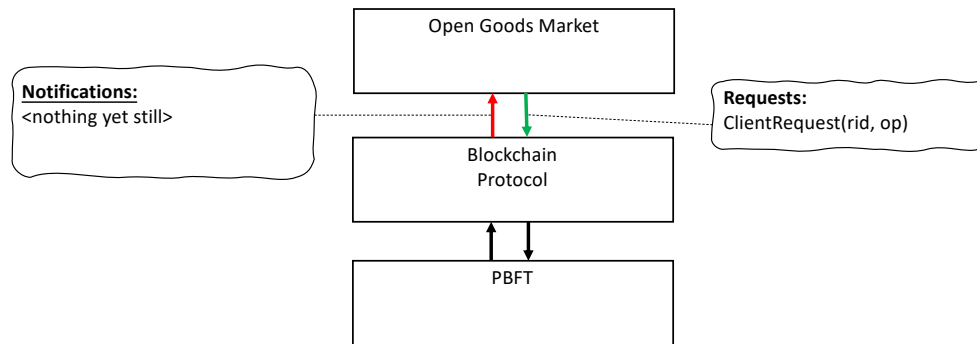 Open Goods Market
Notifications:
<nothing yet still>
Requests:
ClientRequest(rid, op)
Blockchain
Protocol
PBFT